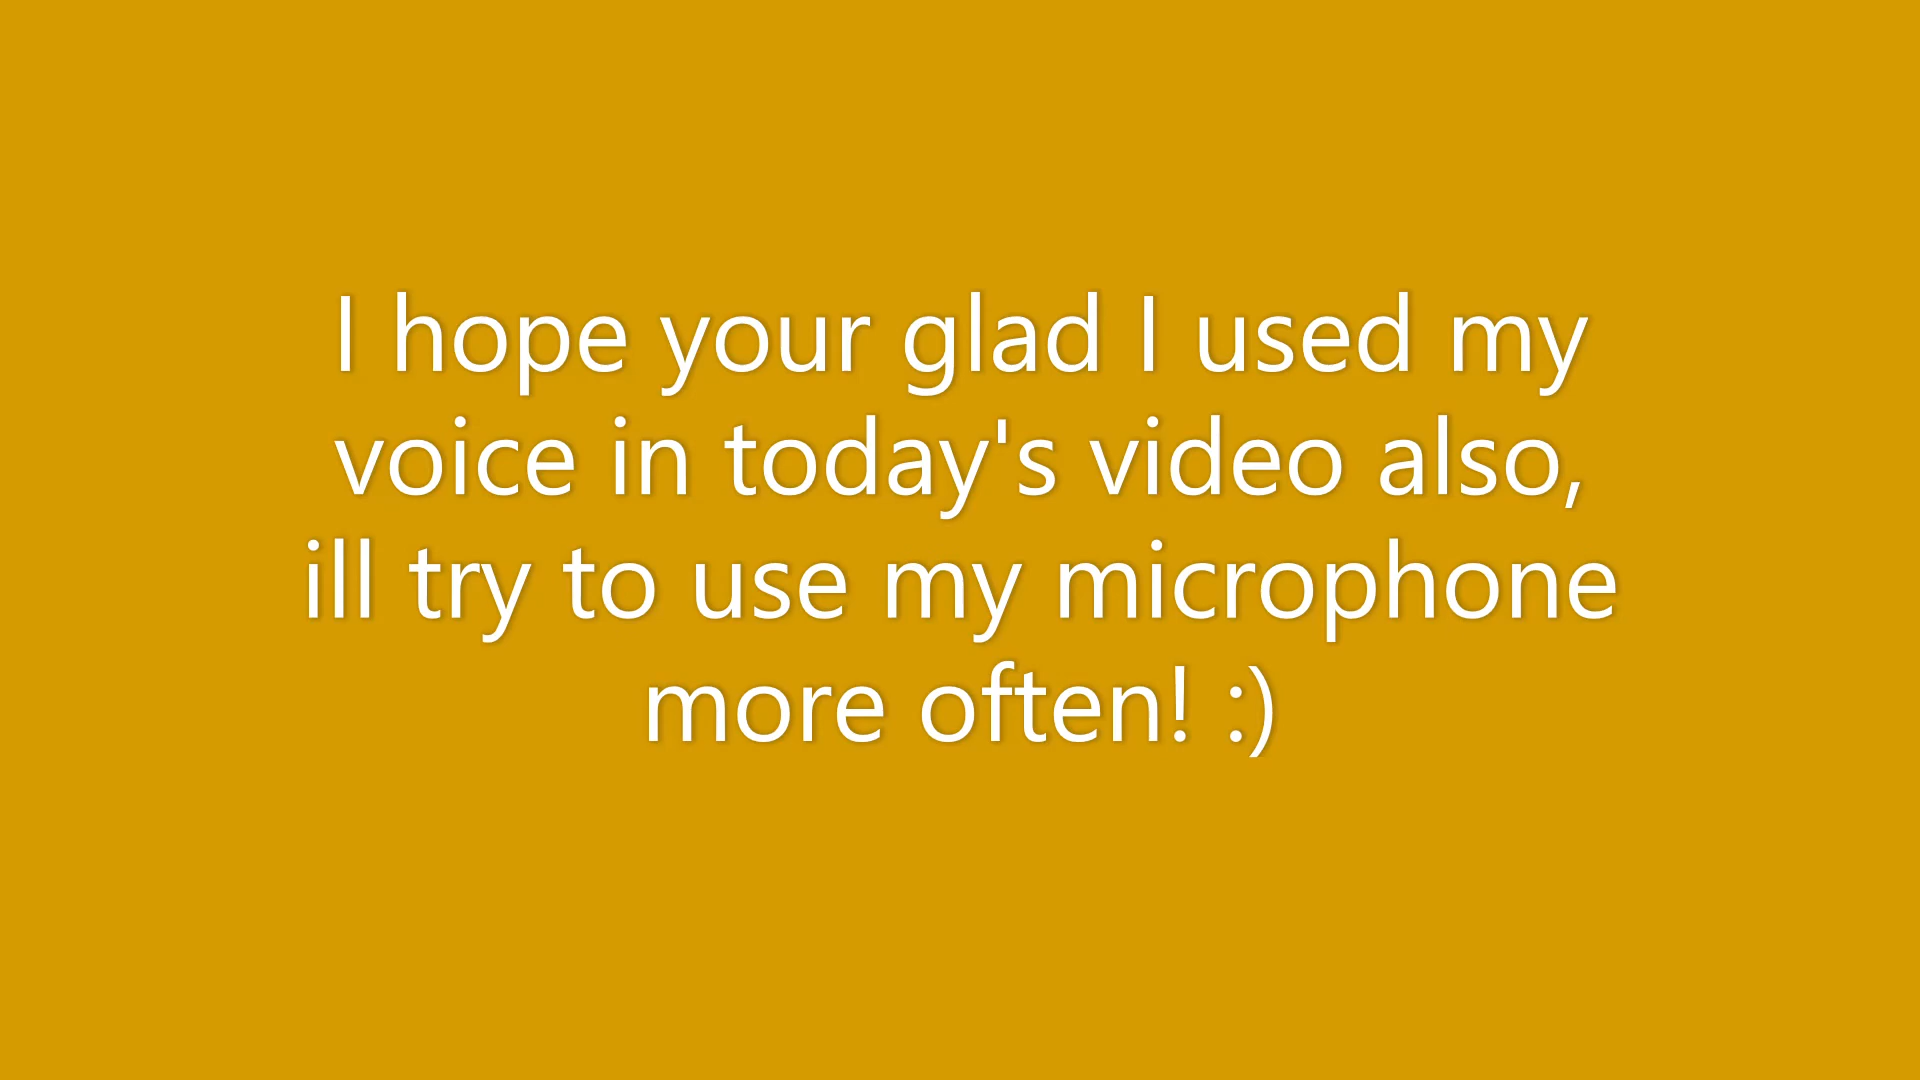 I hope your glad I used my
voice in today's video also,
ill try to use my microphone
more often! :)